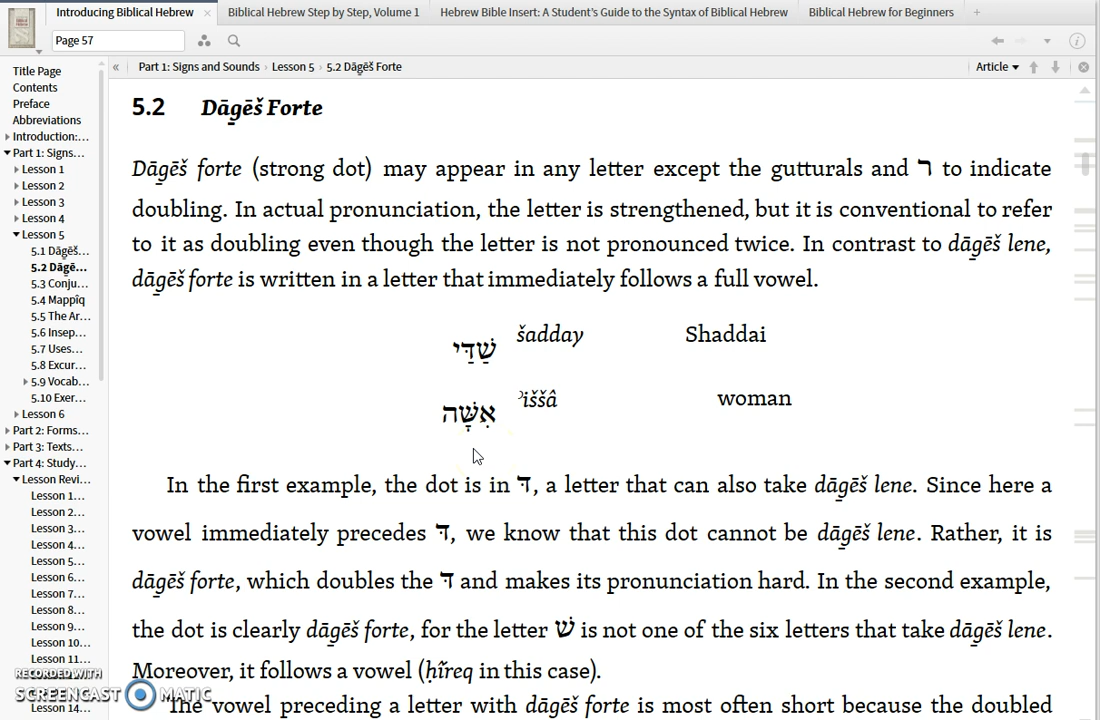 Introducing Biblical Hebrew
Biblical Hebrew Step by Step, Volume 1
Hebrew Bible Insert: A Student's Guide to the Syntax of Biblical Hebrew
Biblical Hebrew for Beginners
Page 57
Part 1: Signs and Sounds › Lesson 5 › 5.2 Dāḡēš Forte
Article
Title Page
Contents
Preface
Abbreviations
Introduction:...
Part 1: Signs...
Lesson 1
Lesson 2
Lesson 3
Lesson 4
Lesson 5
5.1 Dāḡēš...
5.2 Dāḡē...
5.3 Conju...
5.4 Mappîq
5.5 The Ar...
5.6 Insep...
5.7 Uses...
5.8 Excur...
5.9 Vocab...
5.10 Exer...
Lesson 6
Part 2: Forms...
Part 3: Texts...
Part 4: Study...
Lesson Revi...
Lesson 1...
Lesson 2...
Lesson 3...
Lesson 4...
Lesson 5...
Lesson 6...
Lesson 7...
Lesson 8...
Lesson 9...
Lesson 10...
Lesson 11...
Lesson 14...
RECORDED WITH
SCREENCAST MATIC
5.2 Dāḡēš Forte
Dāḡēš forte (strong dot) may appear in any letter except the gutturals and ר to indicate
doubling. In actual pronunciation, the letter is strengthened, but it is conventional to refer
to it as doubling even though the letter is not pronounced twice. In contrast to dāḡēš lene,
dāḡēš forte is written in a letter that immediately follows a full vowel.
שַׁדַּי šadday Shaddai
אִשָּׁה ʾiššâ woman
In the first example, the dot is in דּ, a letter that can also take dāḡēš lene. Since here a
vowel immediately precedes דּ, we know that this dot cannot be dāḡēš lene. Rather, it is
dāḡēš forte, which doubles the דּ and makes its pronunciation hard. In the second example,
the dot is clearly dāḡēš forte, for the letter שׁ is not one of the six letters that take dāḡēš lene.
Moreover, it follows a vowel (ḥîreq in this case).
The vowel preceding a letter with dāḡēš forte is most often short because the doubled